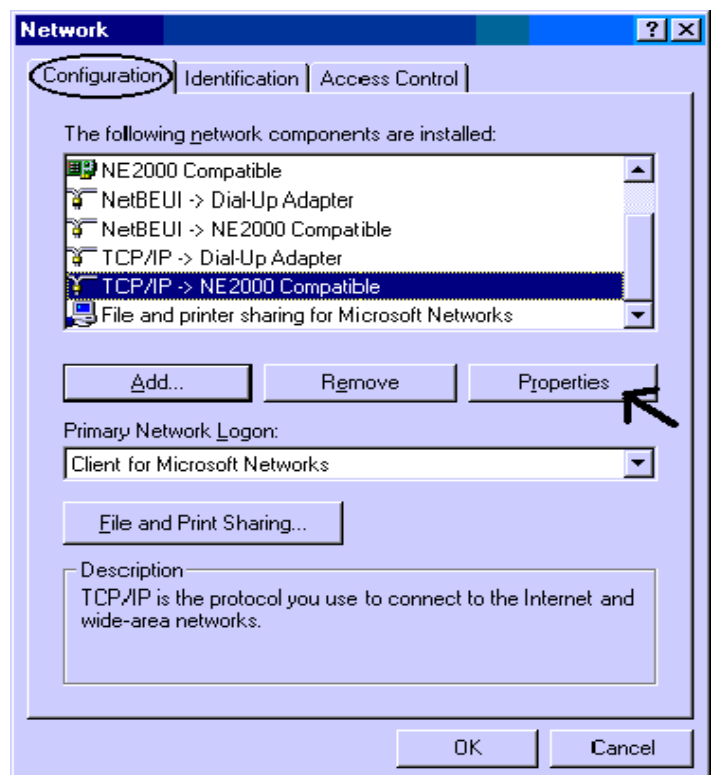 Network ? X
Configuration Identification Access Control
The following network components are installed:
NE2000 Compatible
NetBEUI -> Dial-Up Adapter
NetBEUI -> NE2000 Compatible
TCP/IP -> Dial-Up Adapter
TCP/IP -> NE2000 Compatible
File and printer sharing for Microsoft Networks
Add... Remove Properties
Primary Network Logon:
Client for Microsoft Networks
File and Print Sharing...
Description
TCP/IP is the protocol you use to connect to the Internet and
wide-area networks.
OK Cancel